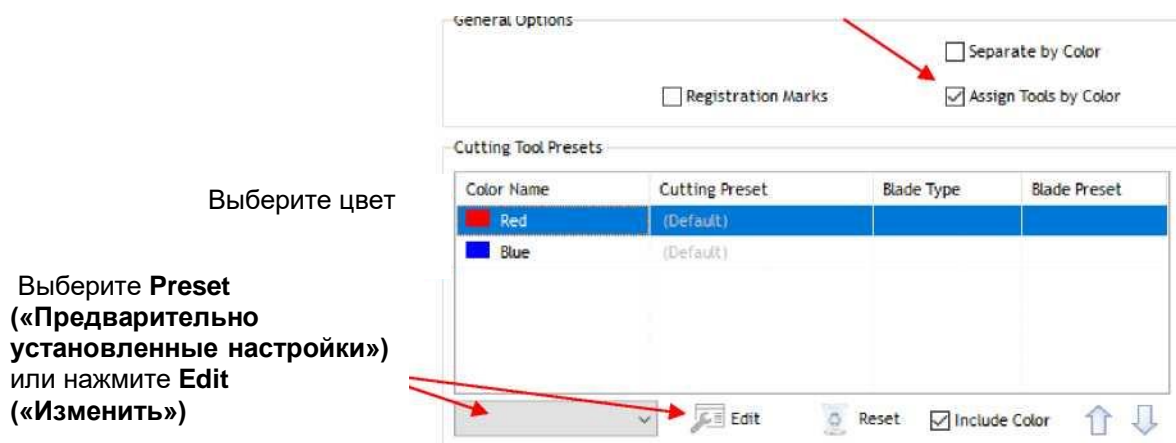 General Options
Separate by Color
Registration Marks
Assign Tools by Color
Cutting Tool Presets
Выберите цвет
Color Name Cutting Preset Blade Type Blade Preset
Red (Default)
Blue (Default)
Выберите Preset
(«Предварительно
установленные настройки»)
или нажмите Edit
(«Изменить»)
Edit Reset Include Color